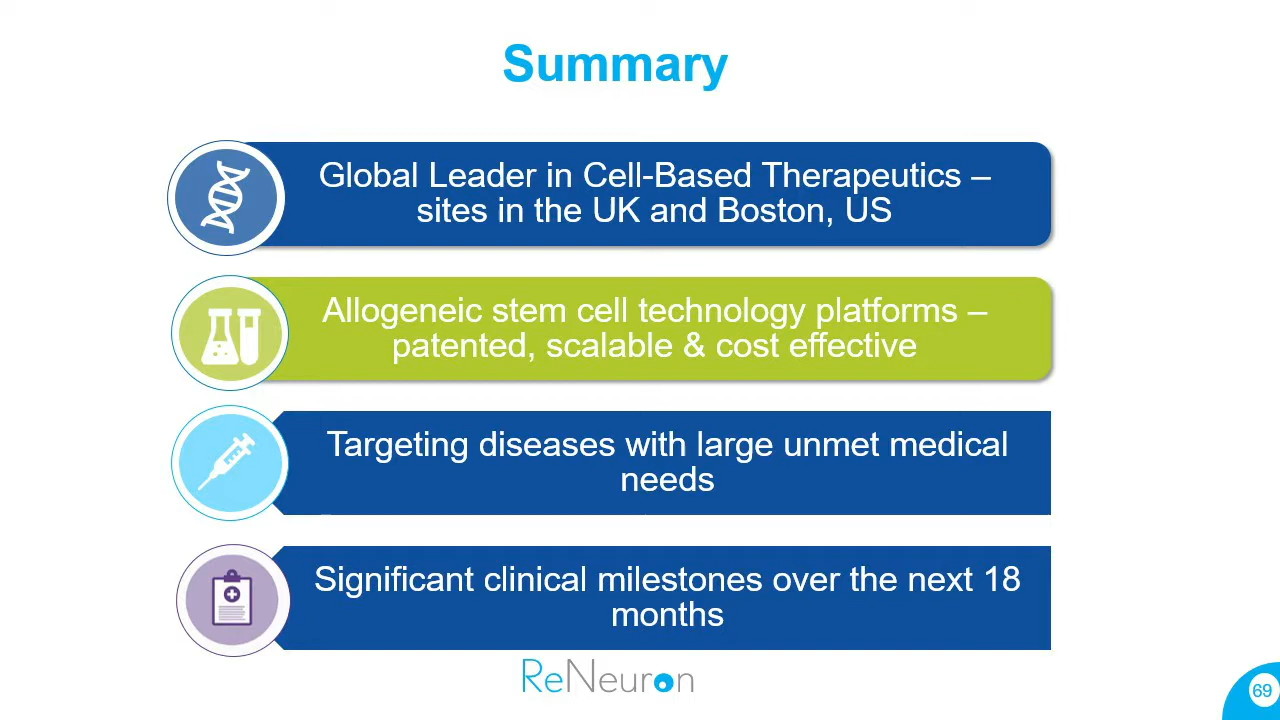 Summary
Global Leader in Cell-Based Therapeutics –
sites in the UK and Boston, US
Allogeneic stem cell technology platforms –
patented, scalable & cost effective
Targeting diseases with large unmet medical
needs
Significant clinical milestones over the next 18
months
ReNeuron
69